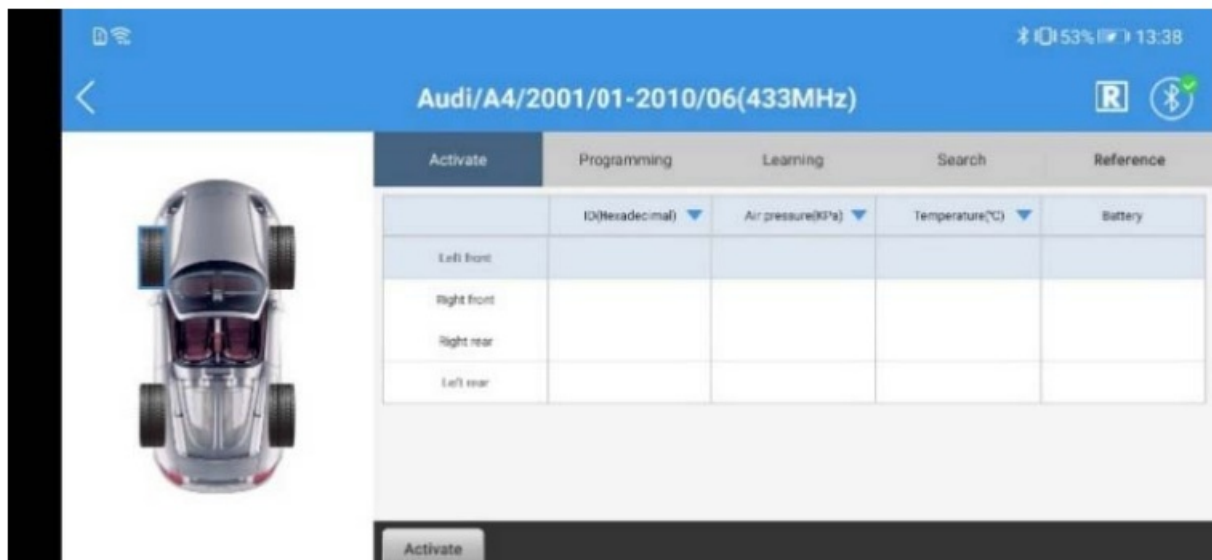 53% 13:38
Audi/A4/2001/01-2010/06(433MHz)
R
Activate Programming Learning Search Reference
ID(Hexadecimal) Air pressure(KPa) Temperature(°C) Battery
Left front
Right front
Right rear
Left rear
Activate